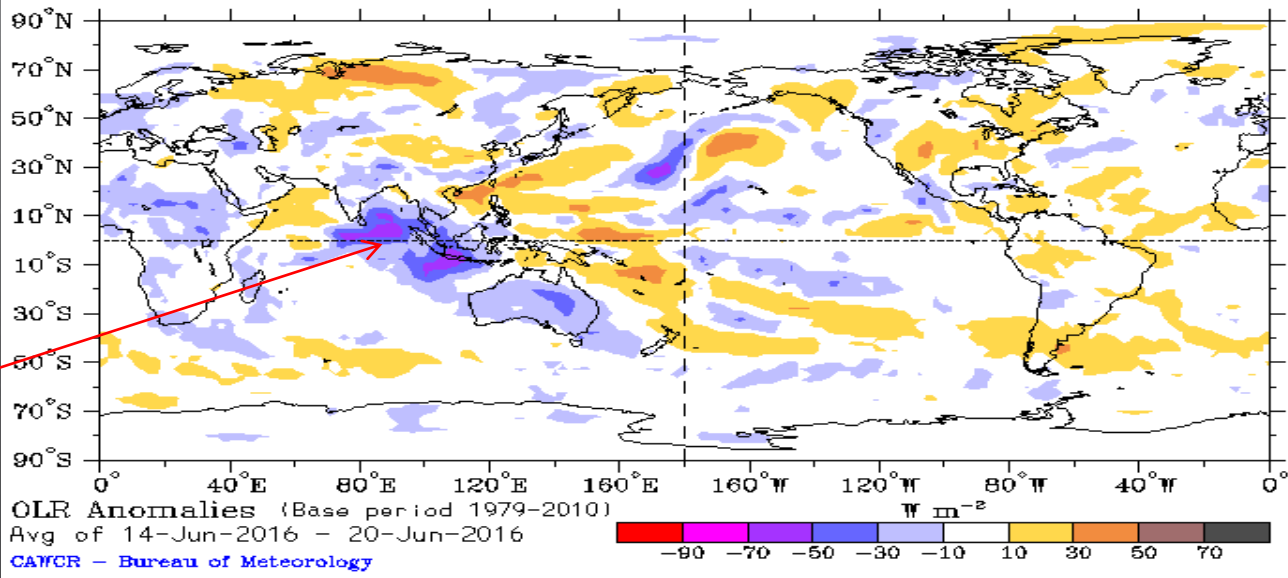 90°N
70°N
50°N
30°N
10°N
10°S
30°S
50°S
70°S
90°S
0° 40°E 80°E 120°E 160°E 160°W 120°W 80°W 40°W 0°
OLR Anomalies (Base period 1979-2010) W m⁻²
Avg of 14-Jun-2016 - 20-Jun-2016
-90 -70 -50 -30 -10 10 30 50 70
CAWCR - Bureau of Meteorology